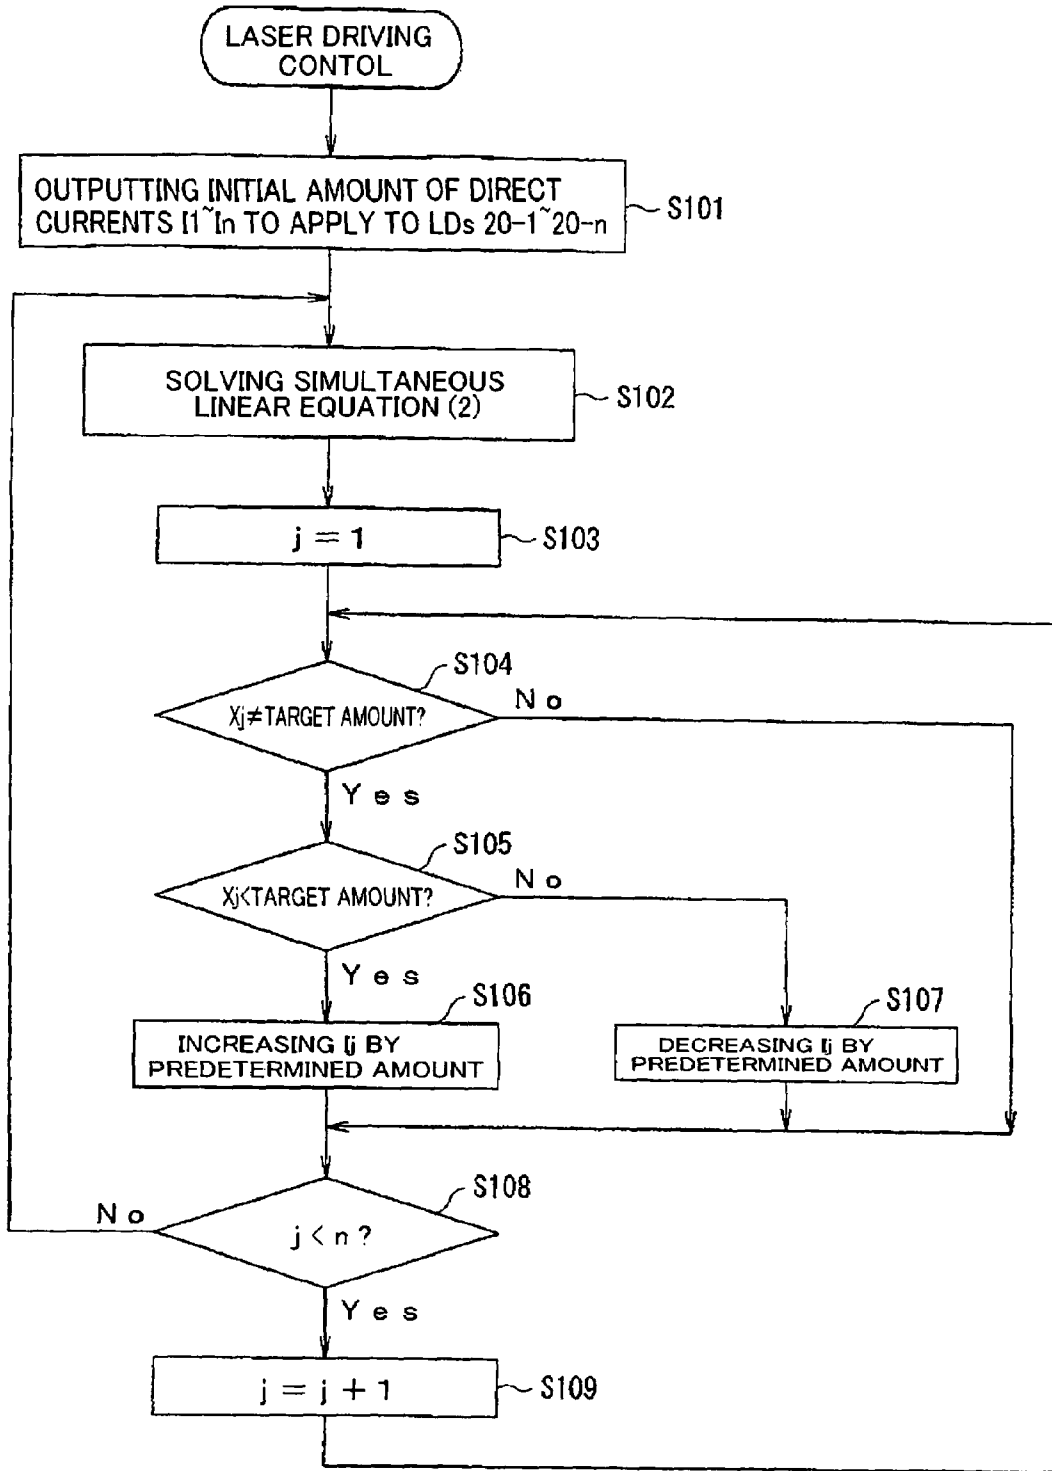 LASER DRIVING
CONTOL
OUTPUTTING INITIAL AMOUNT OF DIRECT
CURRENTS I1~In TO APPLY TO LDs 20-1~20-n
S101
SOLVING SIMULTANEOUS
LINEAR EQUATION (2)
S102
j = 1
S103
S104
Xj≠TARGET AMOUNT?
No
Yes
S105
Xj<TARGET AMOUNT?
No
Yes
S106
INCREASING Ij BY
PREDETERMINED AMOUNT
S107
DECREASING Ij BY
PREDETERMINED AMOUNT
S108
No
j < n ?
Yes
j = j + 1
S109